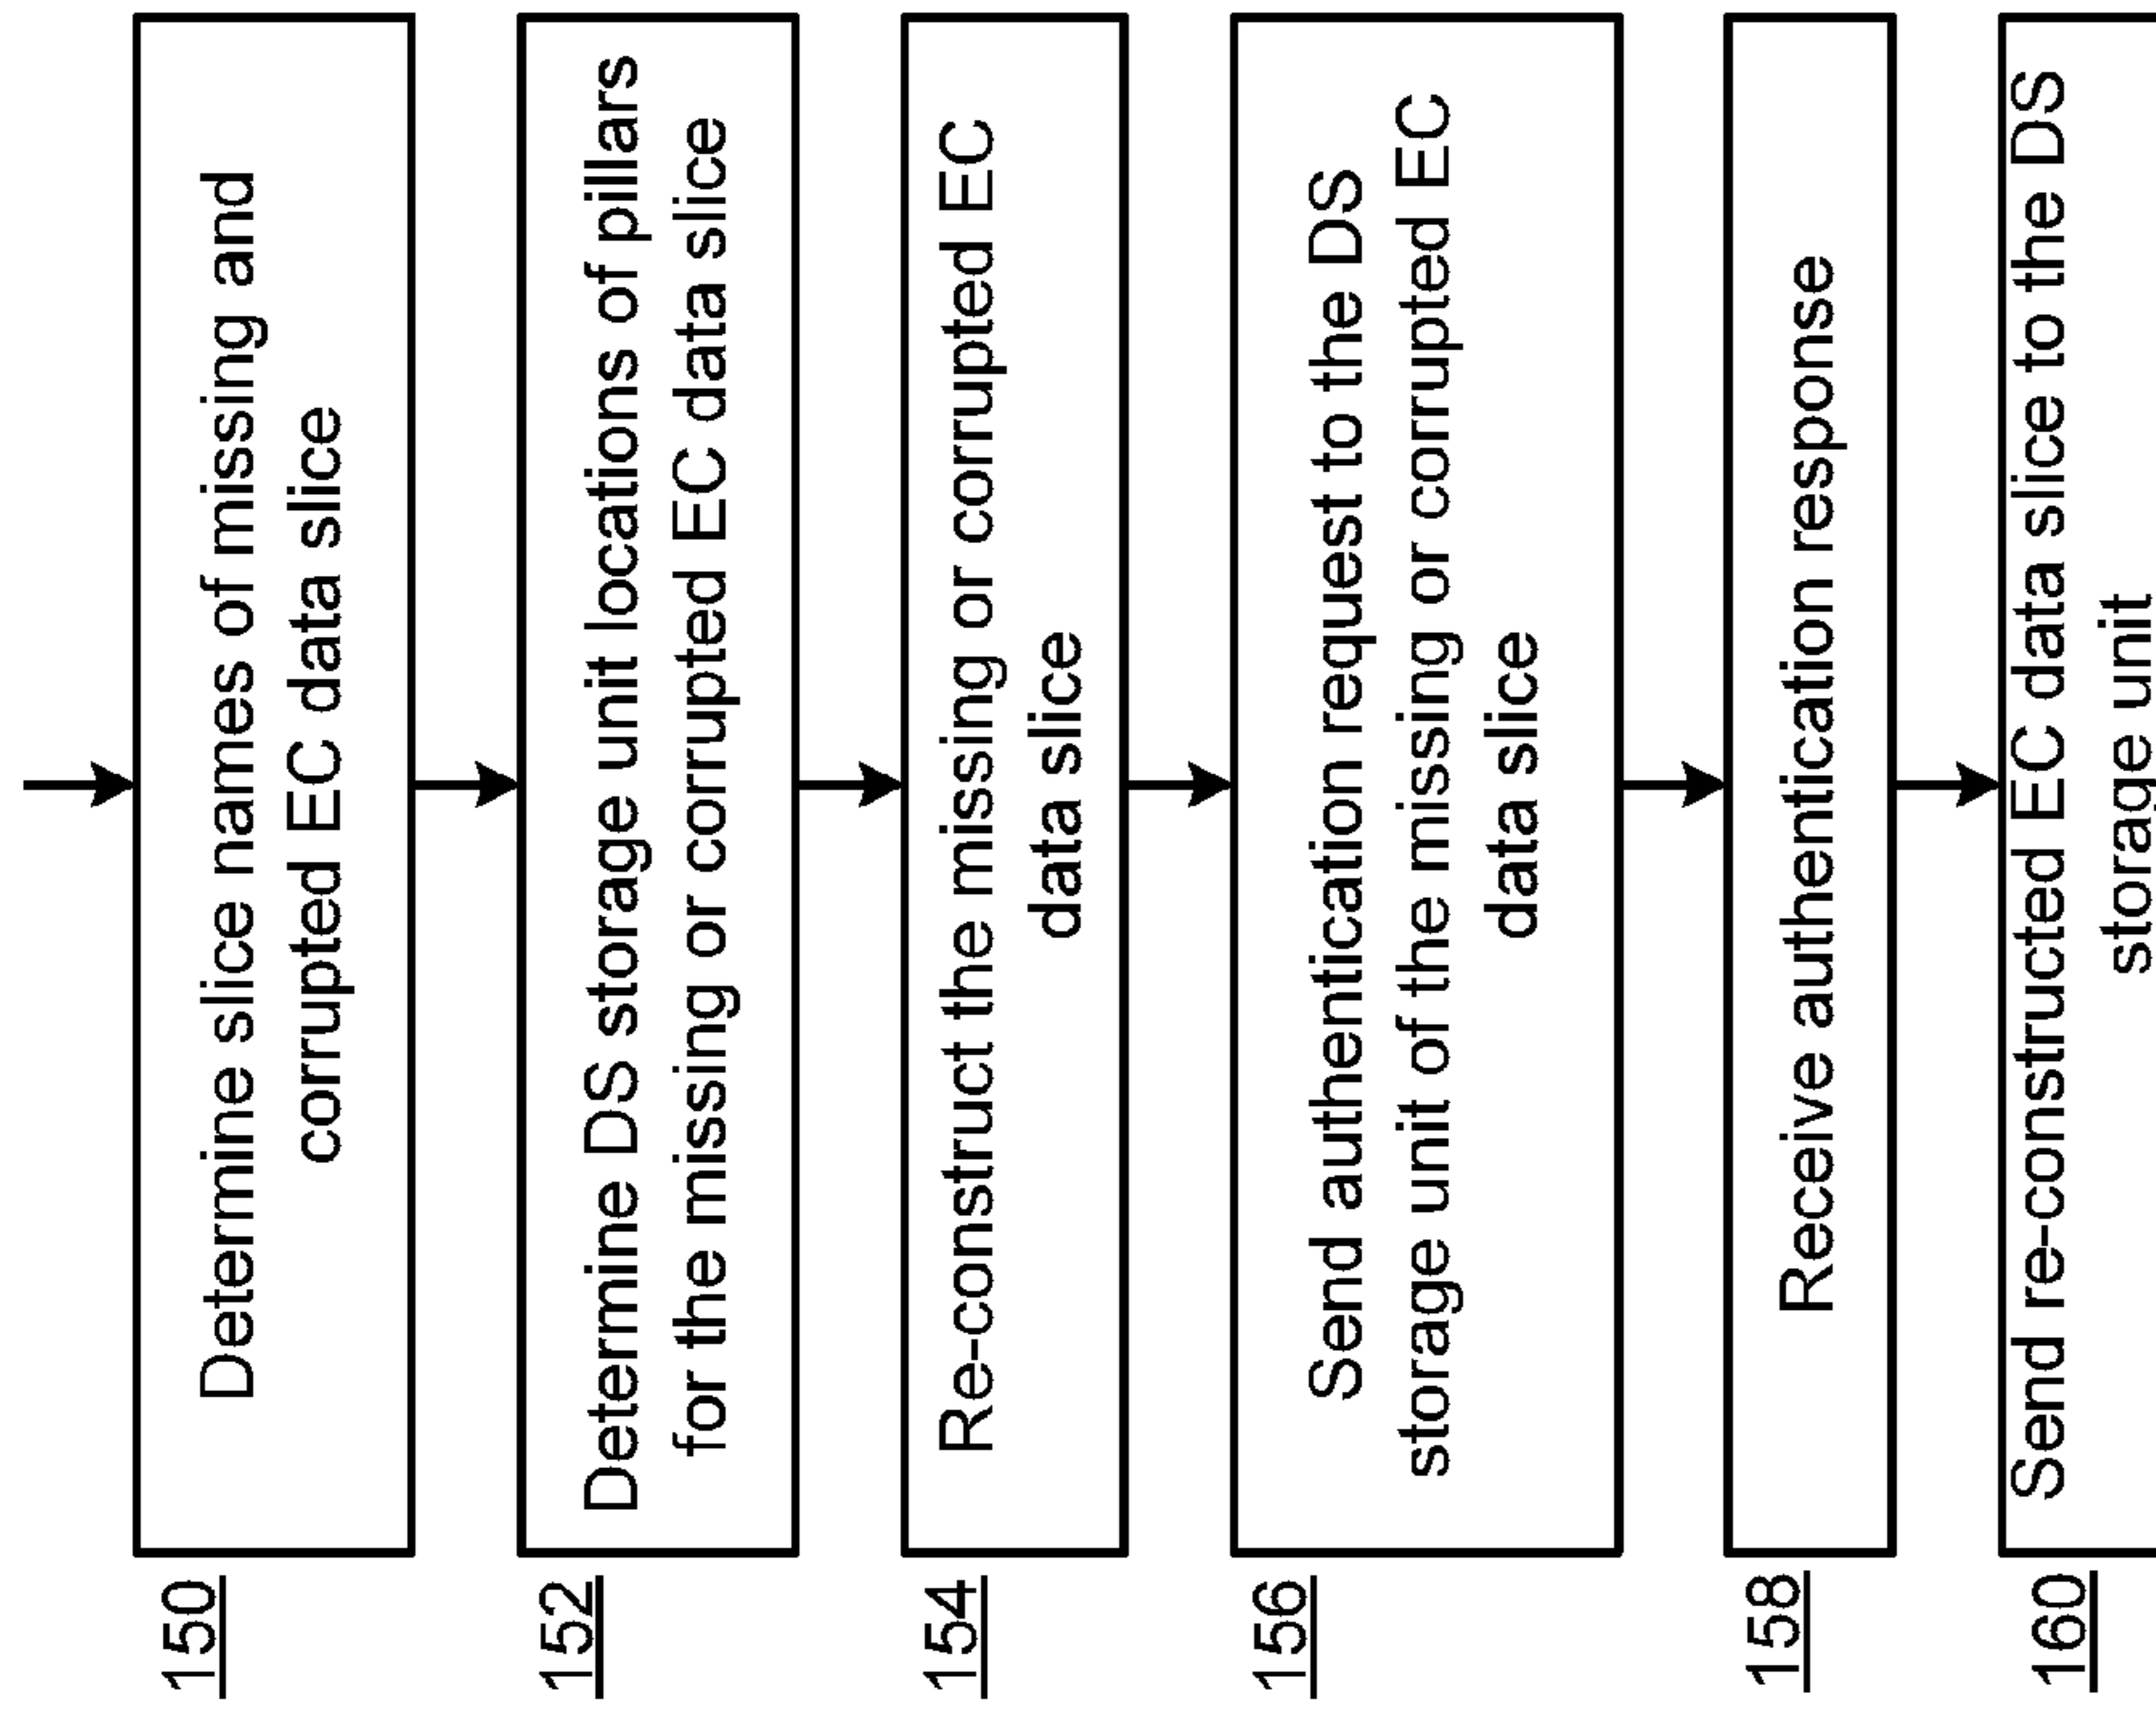 150
Determine slice names of missing and
corrupted EC data slice
152
Determine DS storage unit locations of pillars
for the missing or corrupted EC data slice
154
Re-construct the missing or corrupted EC
data slice
156
Send authentication request to the DS
storage unit of the missing or corrupted EC
data slice
158
Receive authentication response
160
Send re-constructed EC data slice to the DS
storage unit